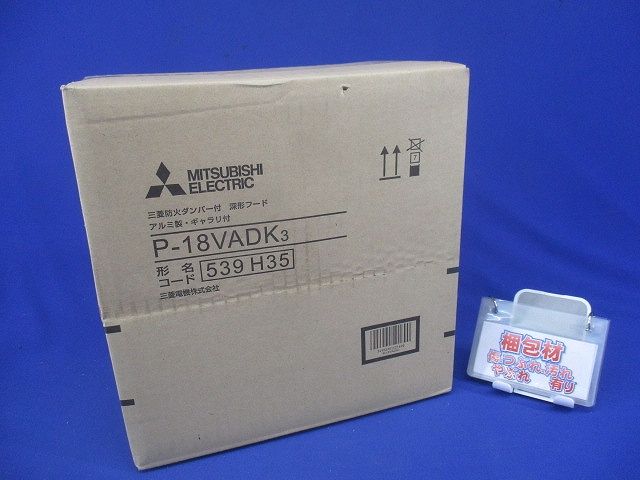 MITSUBISHI
ELECTRIC
三菱防火ダンパー付 深形フード
アルミ製・ギャラリ付
P-18VADK3
形名
コード 539 H35
三菱電機株式会社
7
梱包材
傷つぶれ・汚れ
やぶれ 有り